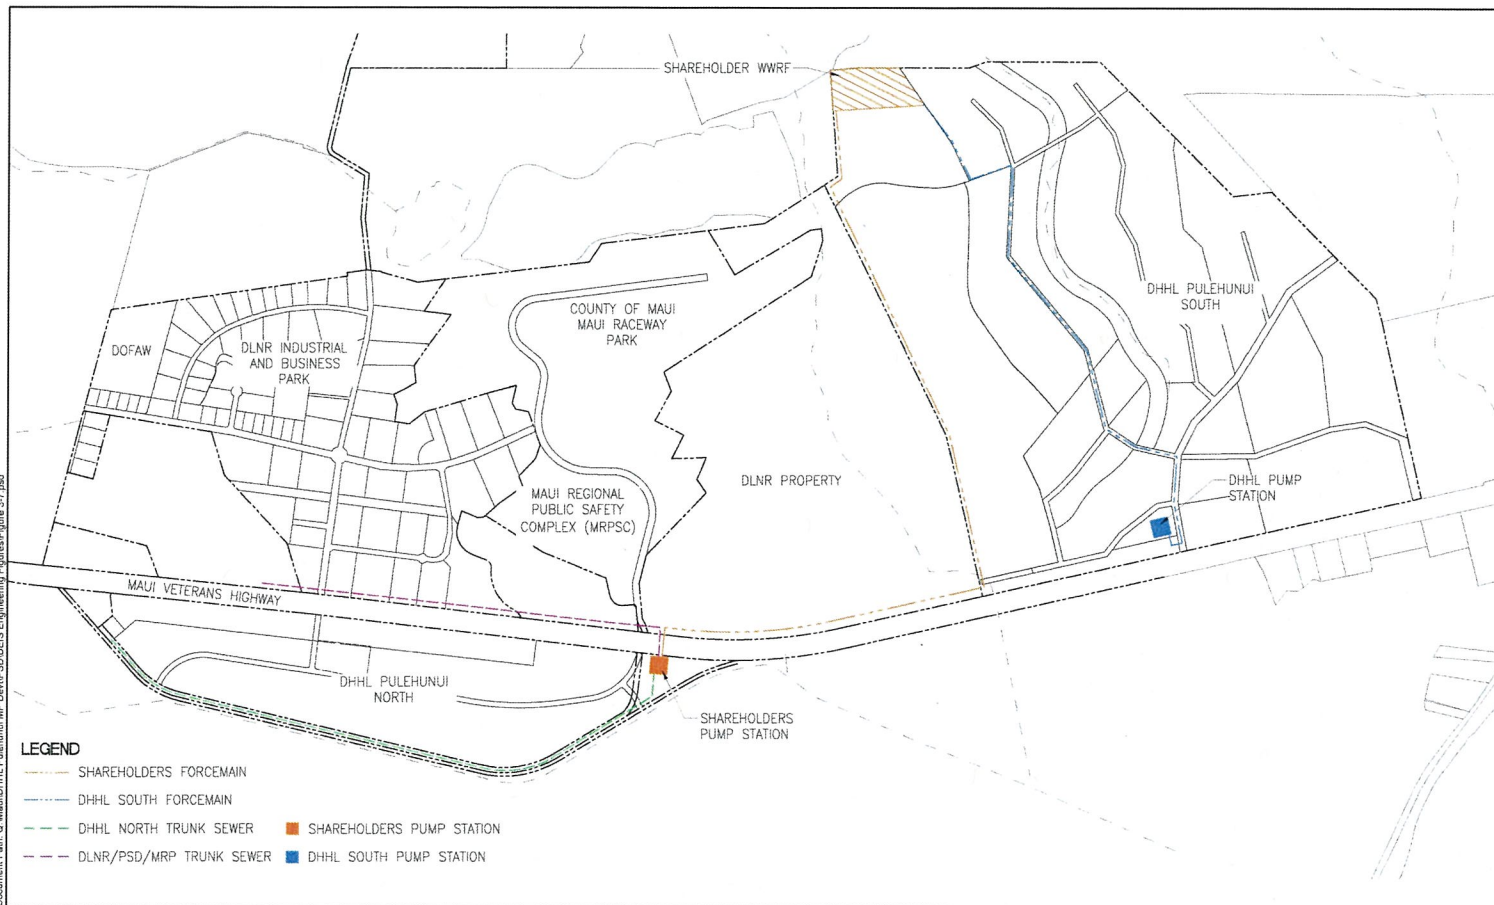 SHAREHOLDER WWRF
DHHL PULEHUNUI
SOUTH
COUNTY OF MAUI
MAUI RACEWAY
PARK
DOFAW
DLNR INDUSTRIAL
AND BUSINESS
PARK
DLNR PROPERTY
DHHL PUMP
STATION
MAUI REGIONAL
PUBLIC SAFETY
COMPLEX (MRPSC)
MAUI VETERANS HIGHWAY
DHHL PULEHUNUI
NORTH
SHAREHOLDERS
PUMP STATION
LEGEND
SHAREHOLDERS FORCEMAIN
DHHL SOUTH FORCEMAIN
DHHL NORTH TRUNK SEWER
SHAREHOLDERS PUMP STATION
DLNR/PSD/MRP TRUNK SEWER
DHHL SOUTH PUMP STATION